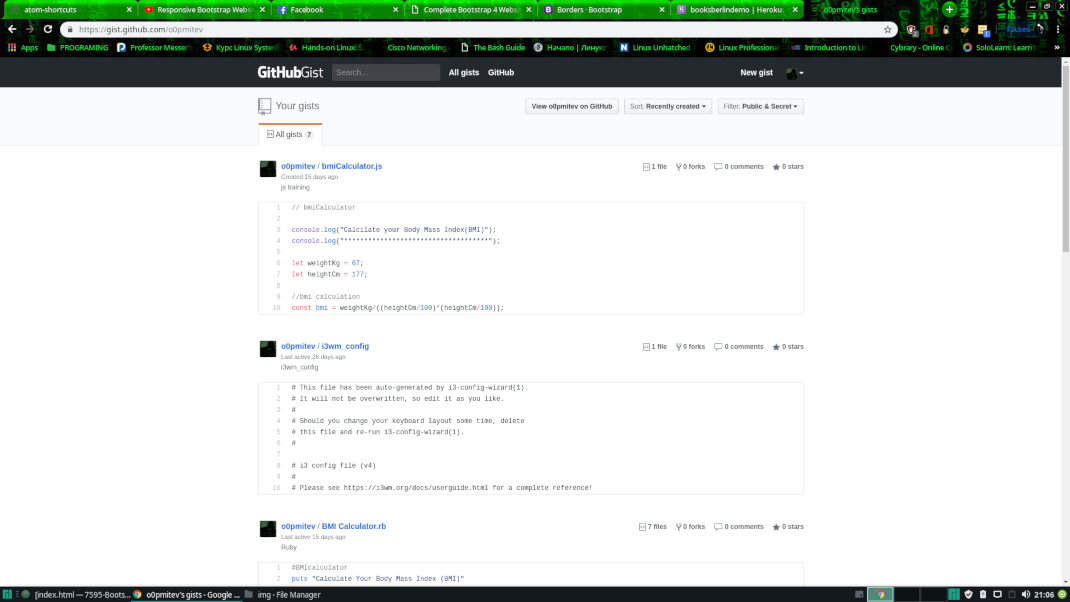 atom-shortcuts
Responsive Bootstrap Webs
Facebook
Complete Bootstrap 4 Webs
Borders · Bootstrap
booksberlindemo | Heroku
o0pmitev's gists
https://gist.github.com/o0pmitev
Paused
Apps
PROGRAMING
Professor Messer'
Курс Linux System
Hands-on Linux: S
Cisco Networking
The Bash Guide
Начало | Линукс
Linux Unhatched
Linux Professional
Introduction to Lin
Cybrary - Online C
SoloLearn: Learn t
»
GitHubGist
Search…
All gists
GitHub
New gist
Your gists
View o0pmitev on GitHub
Sort: Recently created
Filter: Public & Secret
All gists 7
o0pmitev / bmiCalculator.js
1 file
0 forks
0 comments
0 stars
Created 15 days ago
js training
1 // bmiCalculator
2
3 console.log("Calcilate your Body Mass Index(BMI)");
4 console.log("************************************");
5
6 let weightKg = 67;
7 let heightCm = 177;
8
9 //bmi calculation
10 const bmi = weightKg/((heightCm/100)*(heightCm/100));
o0pmitev / i3wm_config
1 file
0 forks
0 comments
0 stars
Last active 26 days ago
i3wm_config
1 # This file has been auto-generated by i3-config-wizard(1).
2 # It will not be overwritten, so edit it as you like.
3 #
4 # Should you change your keyboard layout some time, delete
5 # this file and re-run i3-config-wizard(1).
6 #
7
8 # i3 config file (v4)
9 #
10 # Please see https://i3wm.org/docs/userguide.html for a complete reference!
o0pmitev / BMI Calculator.rb
7 files
0 forks
0 comments
0 stars
Last active 15 days ago
Ruby
1 #BMIcalculator
2 puts "Calculate Your Body Mass Index (BMI)"
[index.html — 7595-Boots...
o0pmitev's gists - Google ...
img - File Manager
21:06